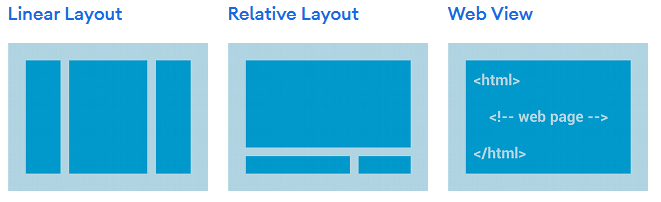 Linear Layout
Relative Layout
Web View
<html>
<!-- web page -->
</html>